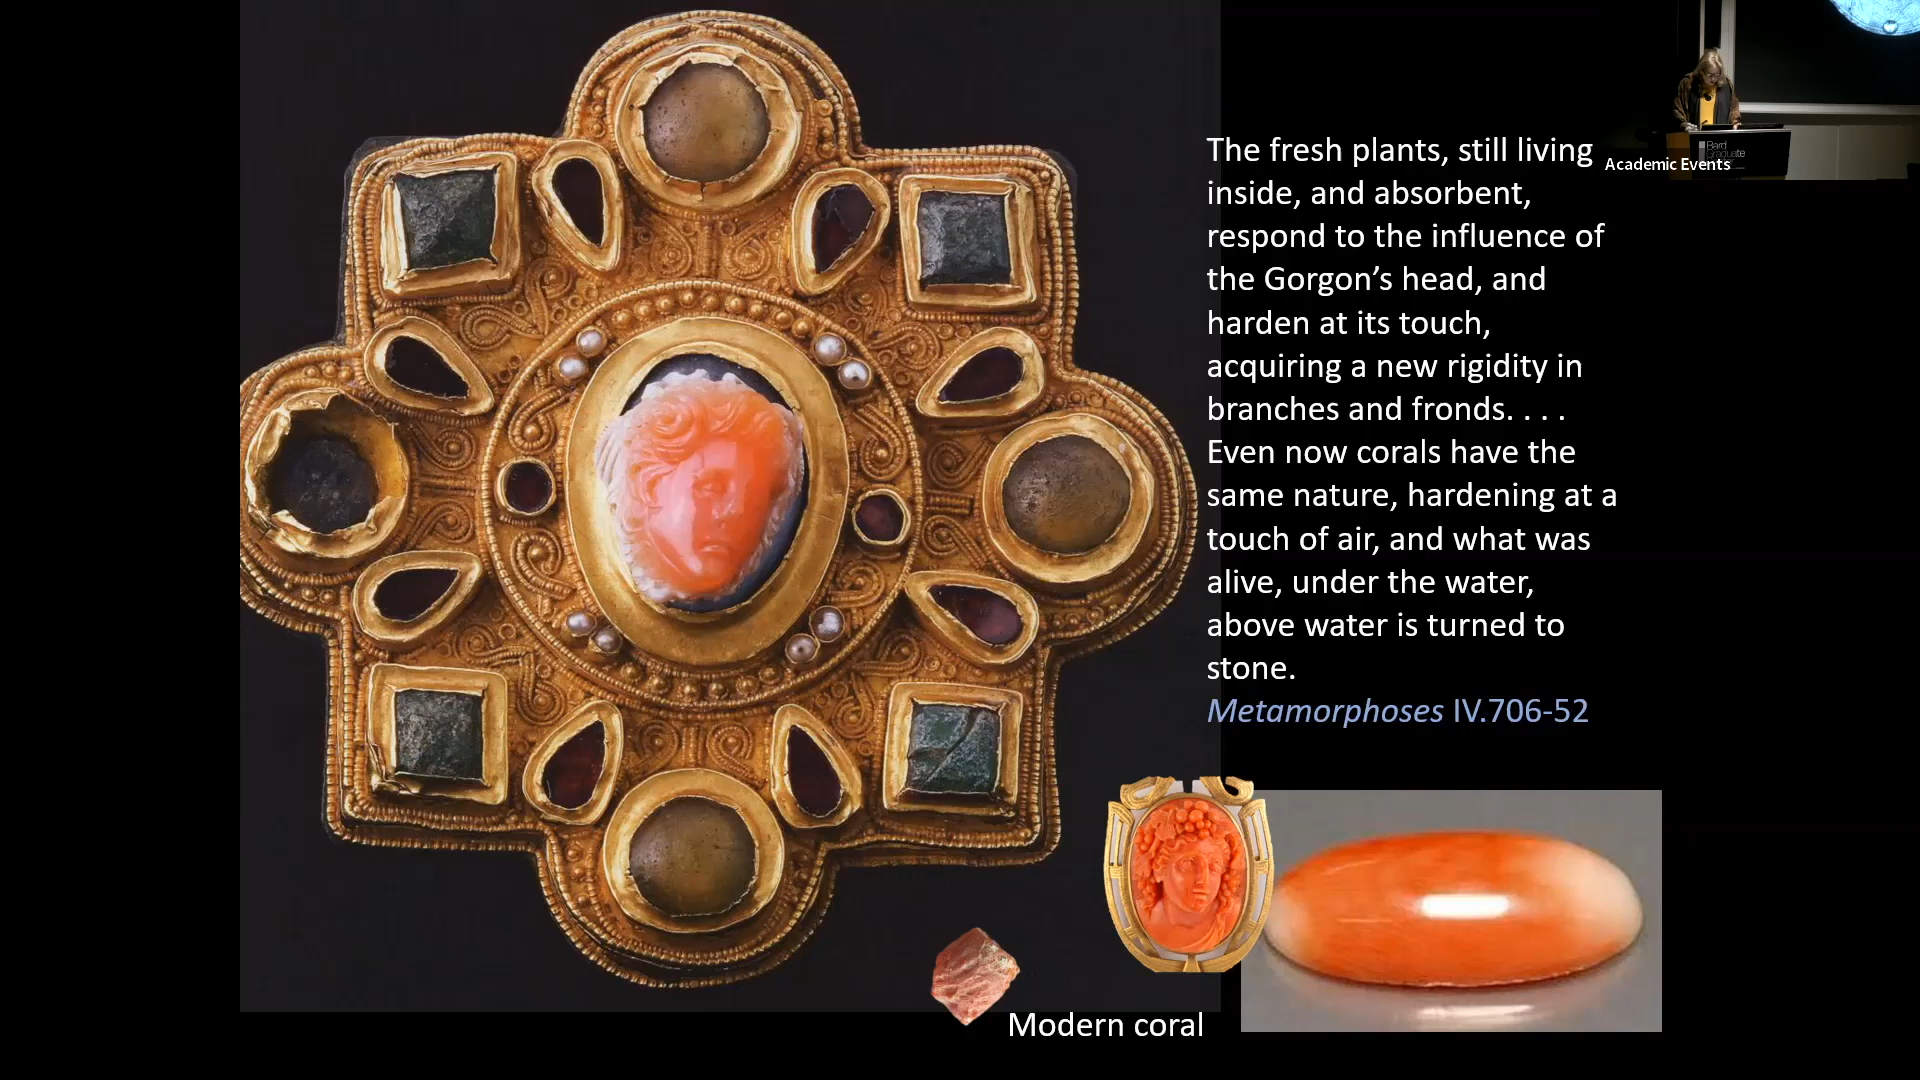 The fresh plants, still living
inside, and absorbent,
respond to the influence of
the Gorgon’s head, and
harden at its touch,
acquiring a new rigidity in
branches and fronds. . . .
Even now corals have the
same nature, hardening at a
touch of air, and what was
alive, under the water,
above water is turned to
stone.
Metamorphoses IV.706-52
Modern coral
Bard
Graduate
Academic Events